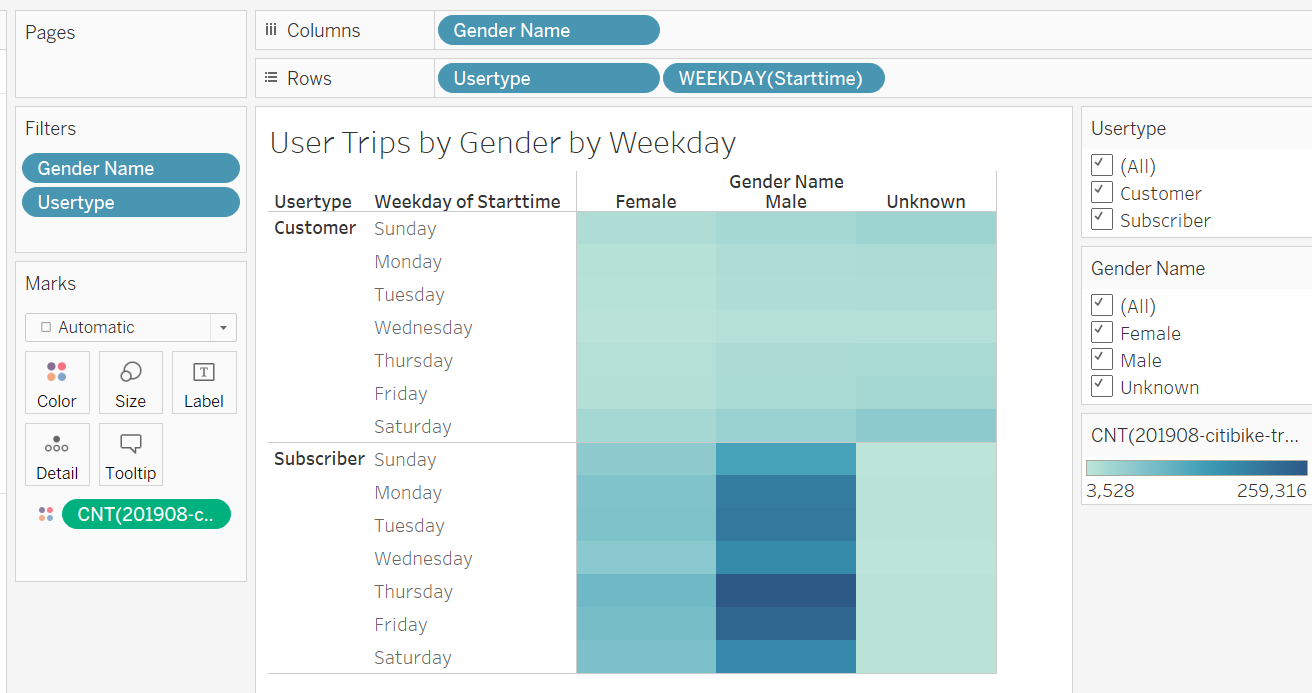 Pages
Columns
Gender Name
Rows
Usertype
WEEKDAY(Starttime)
Filters
Gender Name
Usertype
Marks
Automatic
Color
Size
Label
Detail
Tooltip
CNT(201908-c..
User Trips by Gender by Weekday
Gender Name
Usertype
Weekday of Starttime
Female
Male
Unknown
Customer
Sunday
Monday
Tuesday
Wednesday
Thursday
Friday
Saturday
Subscriber
Sunday
Monday
Tuesday
Wednesday
Thursday
Friday
Saturday
Usertype
(All)
Customer
Subscriber
Gender Name
(All)
Female
Male
Unknown
CNT(201908-citibike-tr...
3,528
259,316